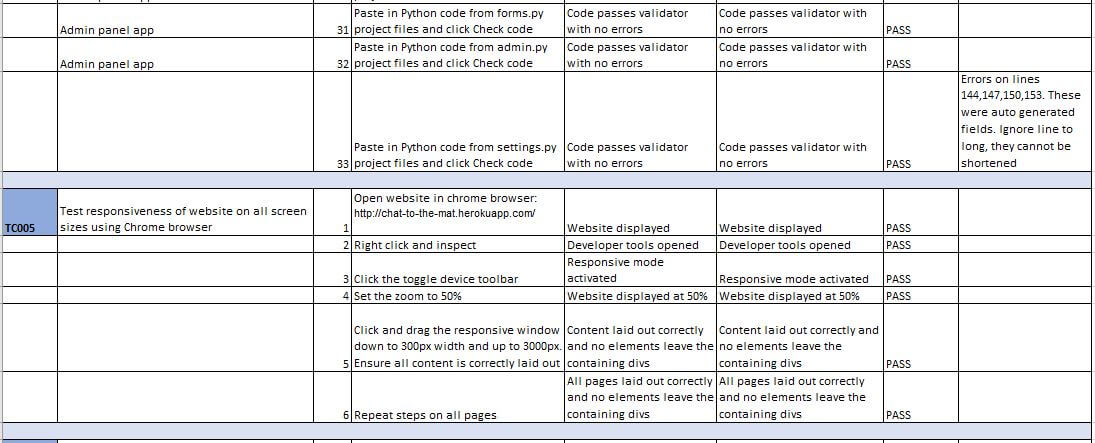 Paste in Python code from forms.py Code passes validator Code passes validator with
Admin panel app 31 project files and click Check code with no errors no errors PASS
Paste in Python code from admin.py Code passes validator Code passes validator with
Admin panel app 32 project files and click Check code with no errors no errors PASS
Errors on lines
144,147,150,153. These
were auto generated
fields. Ignore line to
Paste in Python code from settings.py Code passes validator Code passes validator with long, they cannot be
33 project files and click Check code with no errors no errors PASS shortened
Open website in chrome browser:
Test responsiveness of website on all screen http://chat-to-the-mat.herokuapp.com/
TC005 sizes using Chrome browser 1 Website displayed Website displayed PASS
2 Right click and inspect Developer tools opened Developer tools opened PASS
Responsive mode
3 Click the toggle device toolbar activated Responsive mode activated PASS
4 Set the zoom to 50% Website displayed at 50% Website displayed at 50% PASS
Click and drag the responsive window Content laid out correctly Content laid out correctly and
down to 300px width and up to 3000px. and no elements leave the no elements leave the
5 Ensure all content is correctly laid out containing divs containing divs PASS
All pages laid out correctly All pages laid out correctly
and no elements leave the and no elements leave the
6 Repeat steps on all pages containing divs containing divs PASS